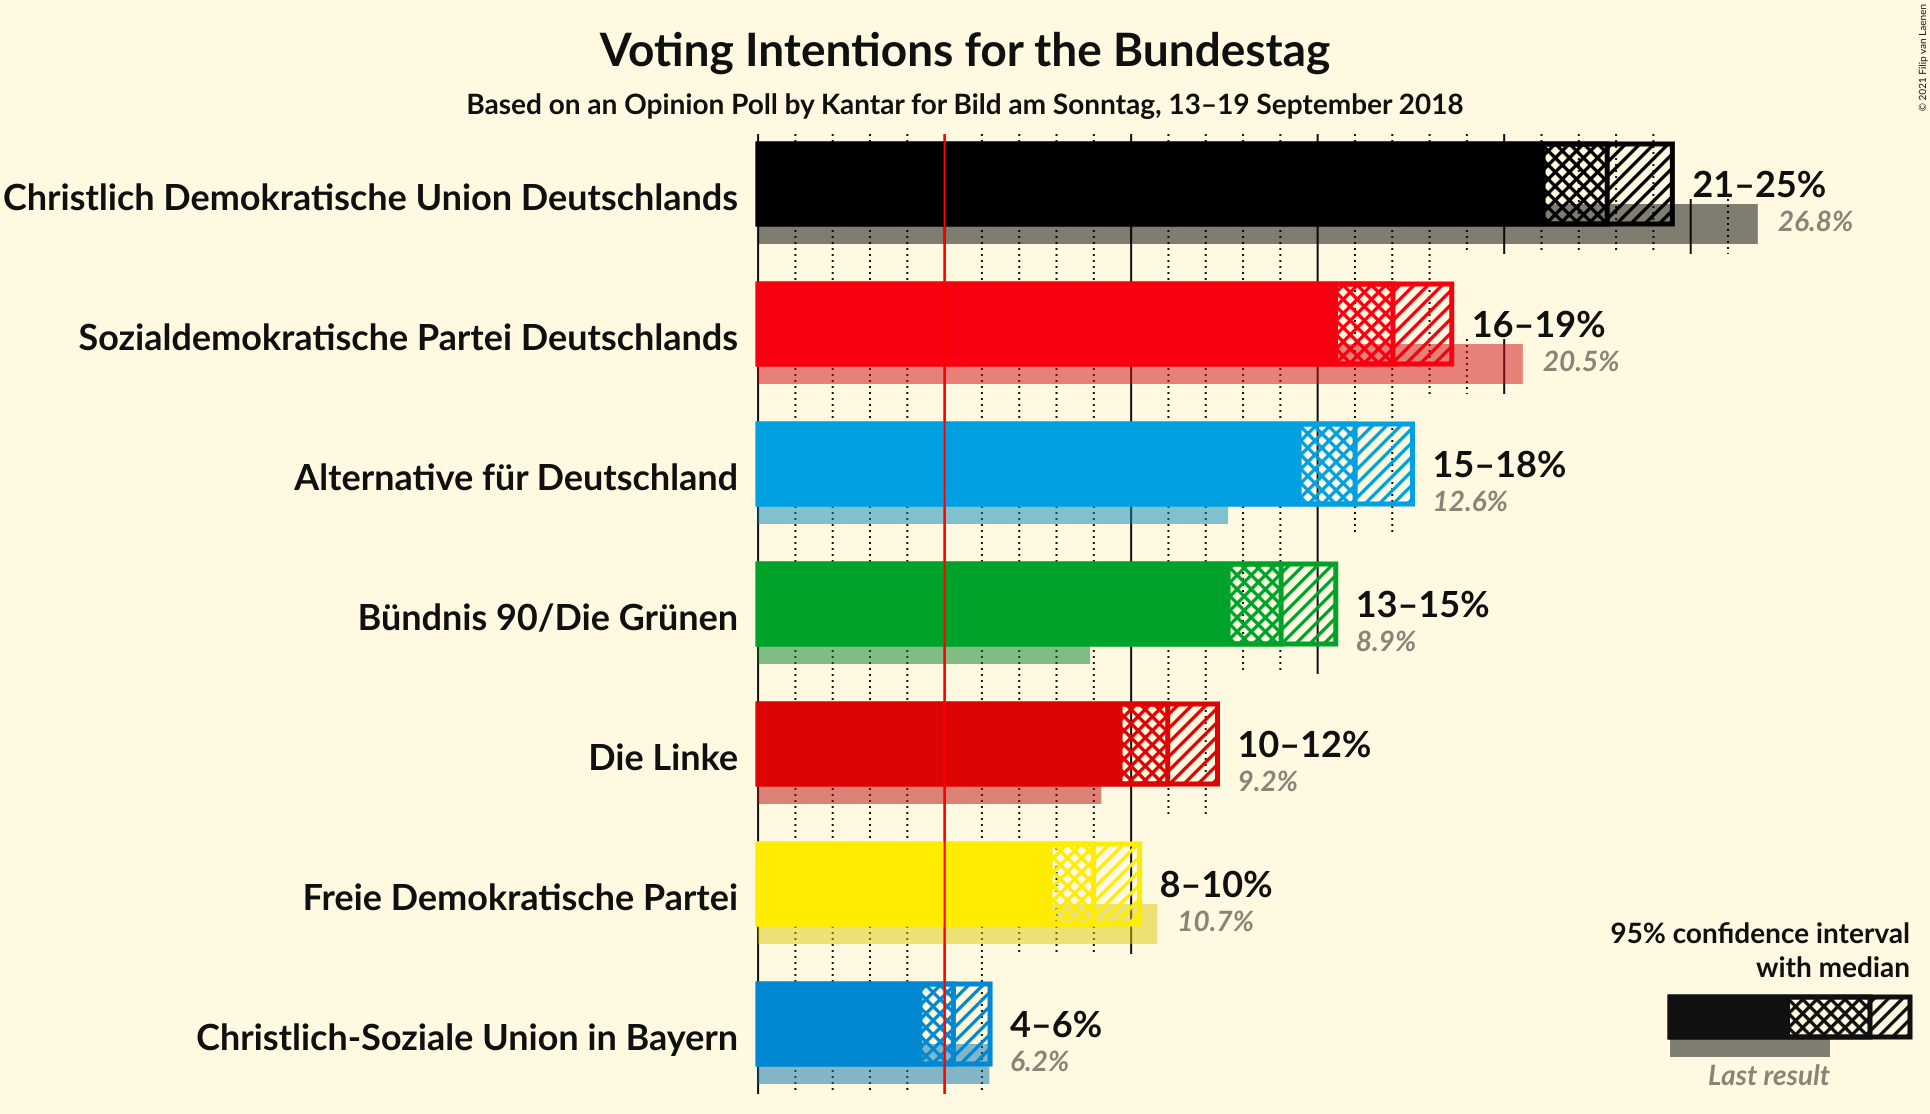 Voting Intentions for the Bundestag
Based on an Opinion Poll by Kantar for Bild am Sonntag, 13–19 September 2018
© 2021 Filip van Laenen
Christlich Demokratische Union Deutschlands
21–25%
26.8%
Sozialdemokratische Partei Deutschlands
16–19%
20.5%
Alternative für Deutschland
15–18%
12.6%
Bündnis 90/Die Grünen
13–15%
8.9%
Die Linke
10–12%
9.2%
Freie Demokratische Partei
8–10%
10.7%
Christlich-Soziale Union in Bayern
4–6%
6.2%
95% confidence interval
with median
Last result